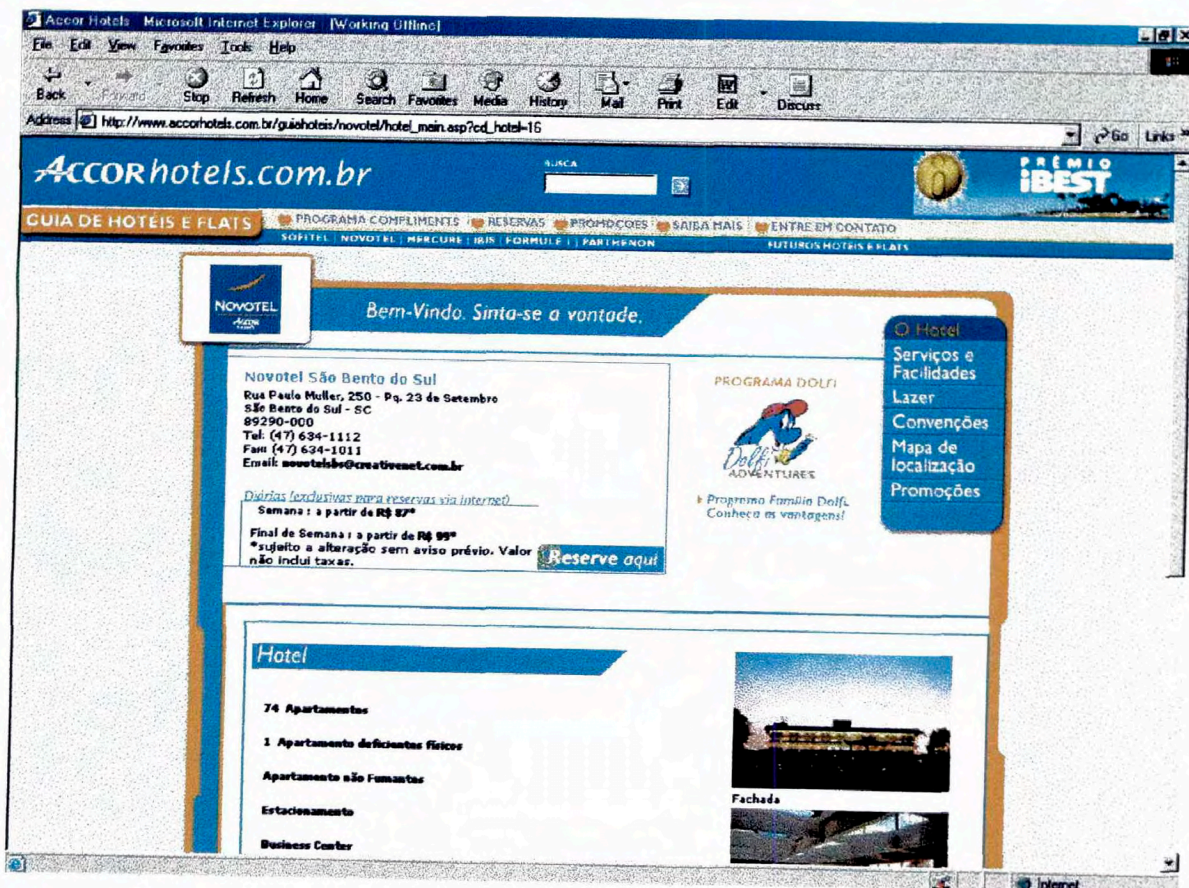 Accor Hotels - Microsoft Internet Explorer - [Working Offline]
File Edit View Favorites Tools Help
Back Forward Stop Refresh Home Search Favorites Media History Mail Print Edit Discuss
Address http://www.accorhotels.com.br/guiahoteis/novotel/hotel_main.asp?cd_hotel=16 Go Links »
ACCORhotels.com.br
BUSCA
PRÊMIO
iBEST
GUIA DE HOTÉIS E FLATS
PROGRAMA COMPLIMENTS RESERVAS PROMOÇÕES SAIBA MAIS ENTRE EM CONTATO
SOFITEL | NOVOTEL | MERCURE | IBIS | FORMULE 1 | PARTHENON FUTUROS HOTÉIS E FLATS
NOVOTEL
ACCOR
Bem-Vindo. Sinta-se a vontade.
Novotel São Bento do Sul
Rua Paulo Muller, 250 - Pq. 23 de Setembro
São Bento do Sul - SC
89290-000
Tel: (47) 634-1112
Fax: (47) 634-1011
Email: novotelsbs@creativenet.com.br
Diárias (exclusivas para reservas via internet)
Semana : a partir de R$ 87*
Final de Semana : a partir de R$ 99*
*sujeito a alteração sem aviso prévio. Valor
não inclui taxas.
Reserve aqui
PROGRAMA DOLFI
Dolfi
ADVENTURES
Programa Família Dolfi.
Conheça as vantagens!
O Hotel
Serviços e
Facilidades
Lazer
Convenções
Mapa de
localização
Promoções
Hotel
74 Apartamentos
1 Apartamento deficientes físicos
Apartamento não Fumantes
Estacionamento
Business Center
Fachada
Internet